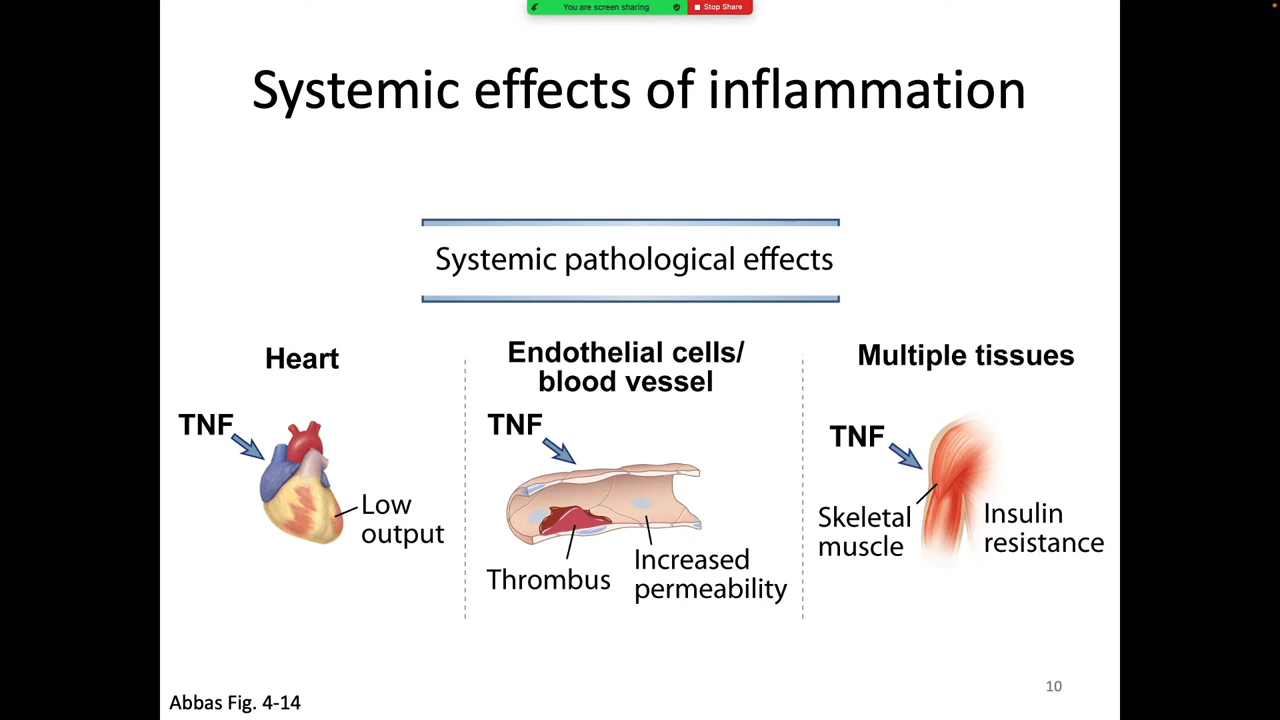 You are screen sharing
Stop Share
Systemic effects of inflammation
Systemic pathological effects
Heart
TNF
Low
output
Endothelial cells/
blood vessel
TNF
Thrombus
Increased
permeability
Multiple tissues
TNF
Skeletal
muscle
Insulin
resistance
Abbas Fig. 4-14
10